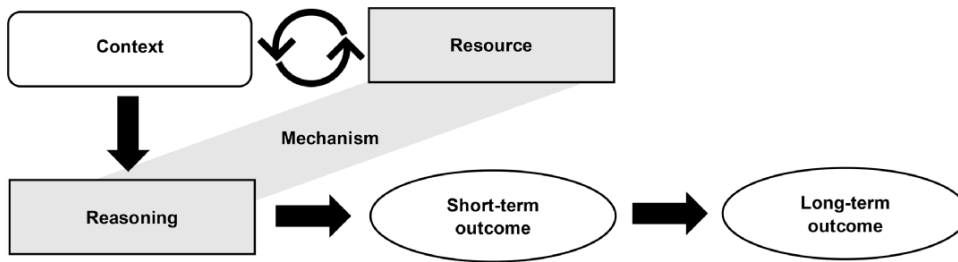 Context
Resource
Mechanism
Reasoning
Short-term
outcome
Long-term
outcome